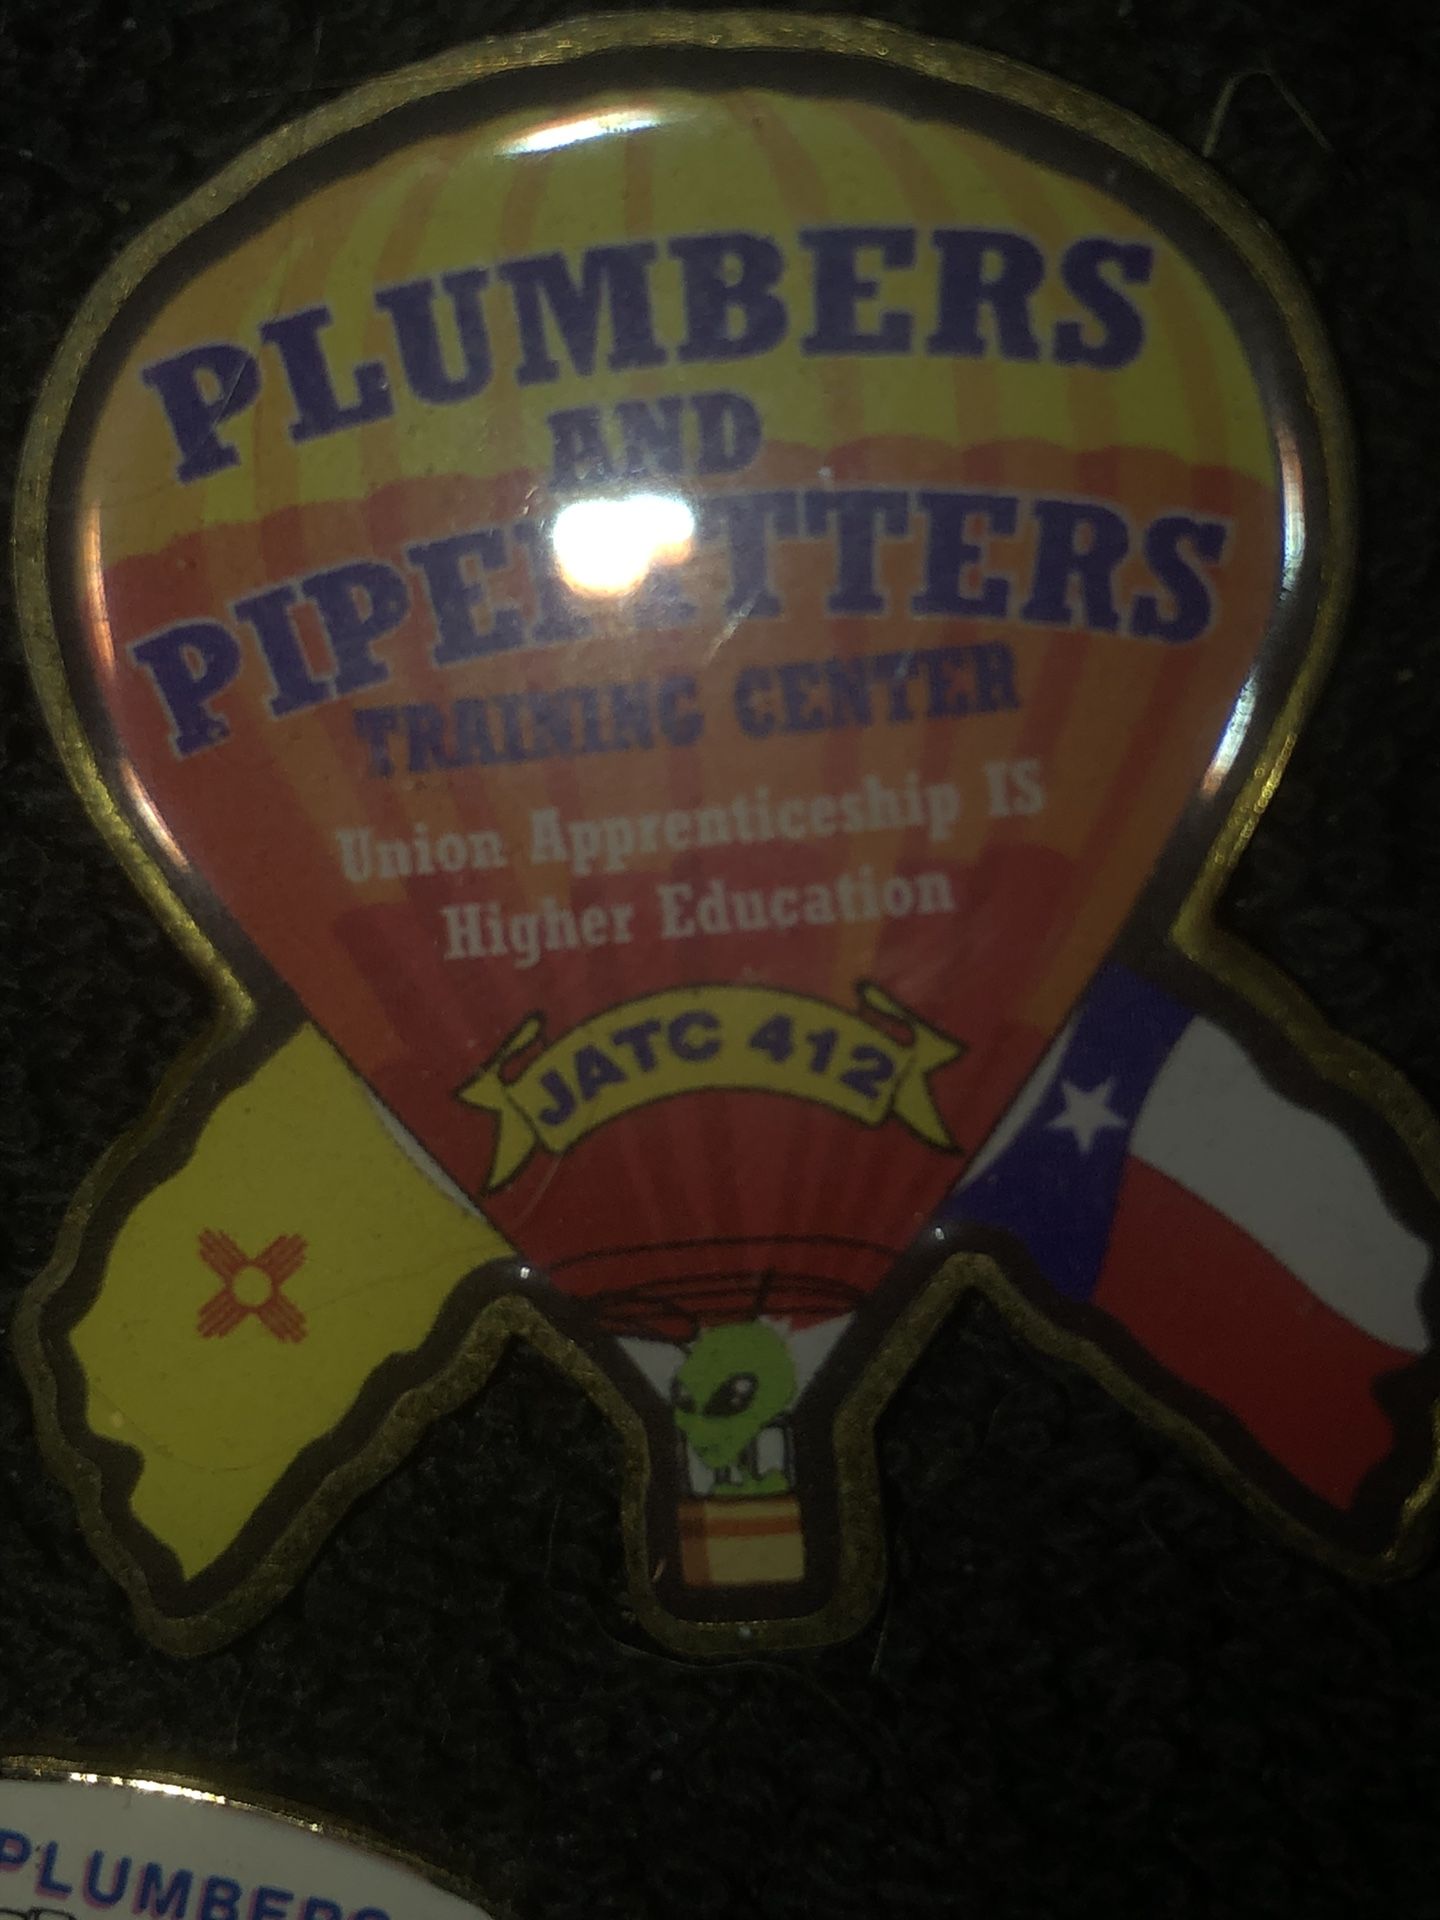 PLUMBERS
AND
PIPEFITTERS
TRAINING CENTER
Union Apprenticeship IS
Higher Education
JATC 412
PLUMBERS